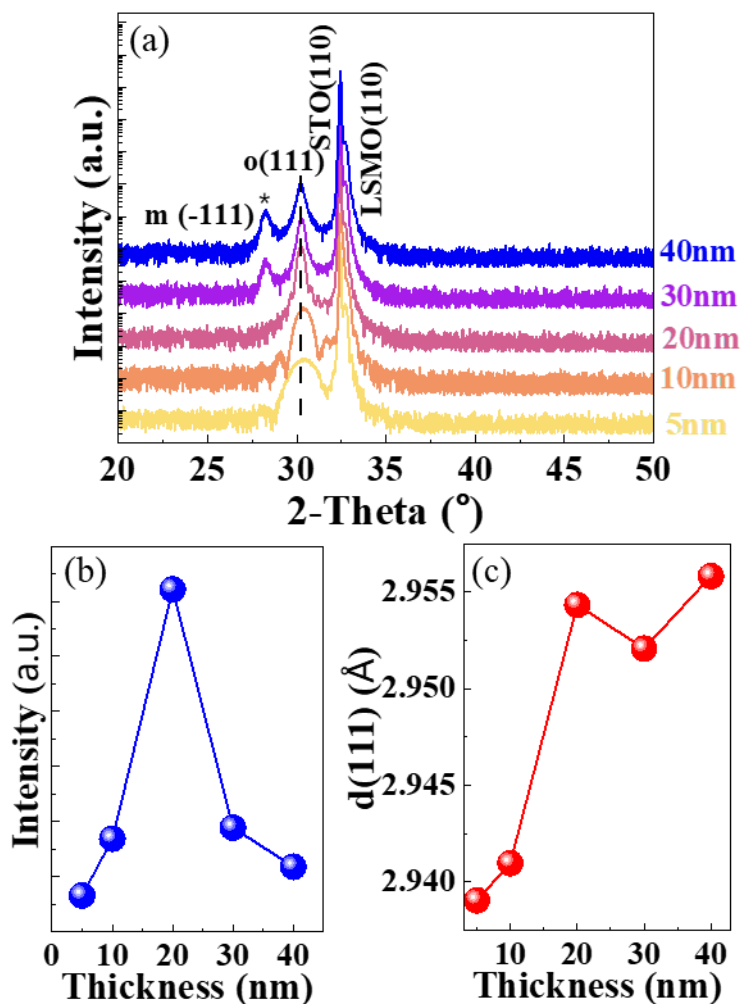 (a)
STO(110)
LSMO(110)
o(111)
m (-111)
*
Intensity (a.u.)
40nm
30nm
20nm
10nm
5nm
20 25 30 35 40 45 50
2-Theta (°)
(b)
Intensity (a.u.)
0 10 20 30 40
Thickness (nm)
(c)
d(111) (Å)
2.955
2.950
2.945
2.940
10 20 30 40
Thickness (nm)